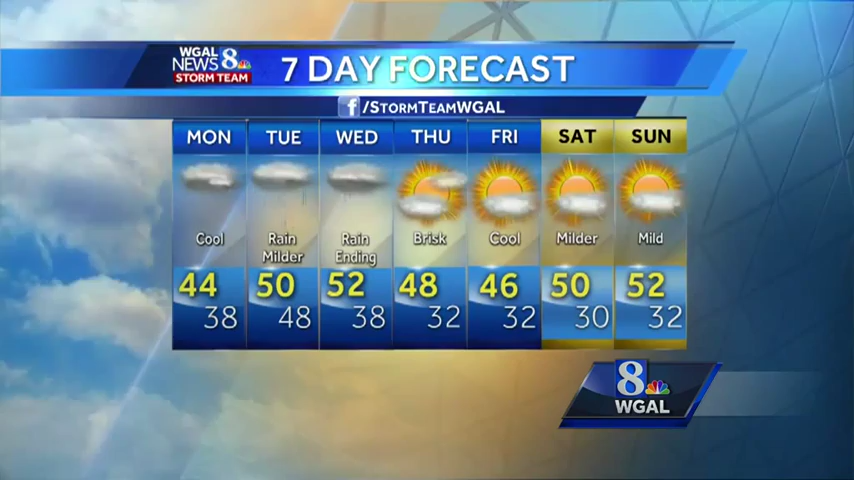 WGAL
NEWS 8
STORM TEAM
7 DAY FORECAST
f/STORMTEAMWGAL
MON TUE WED THU FRI SAT SUN
Cool Rain Rain Brisk Cool Milder Mild
Milder Ending
44 50 52 48 46 50 52
38 48 38 32 32 30 32
8
WGAL